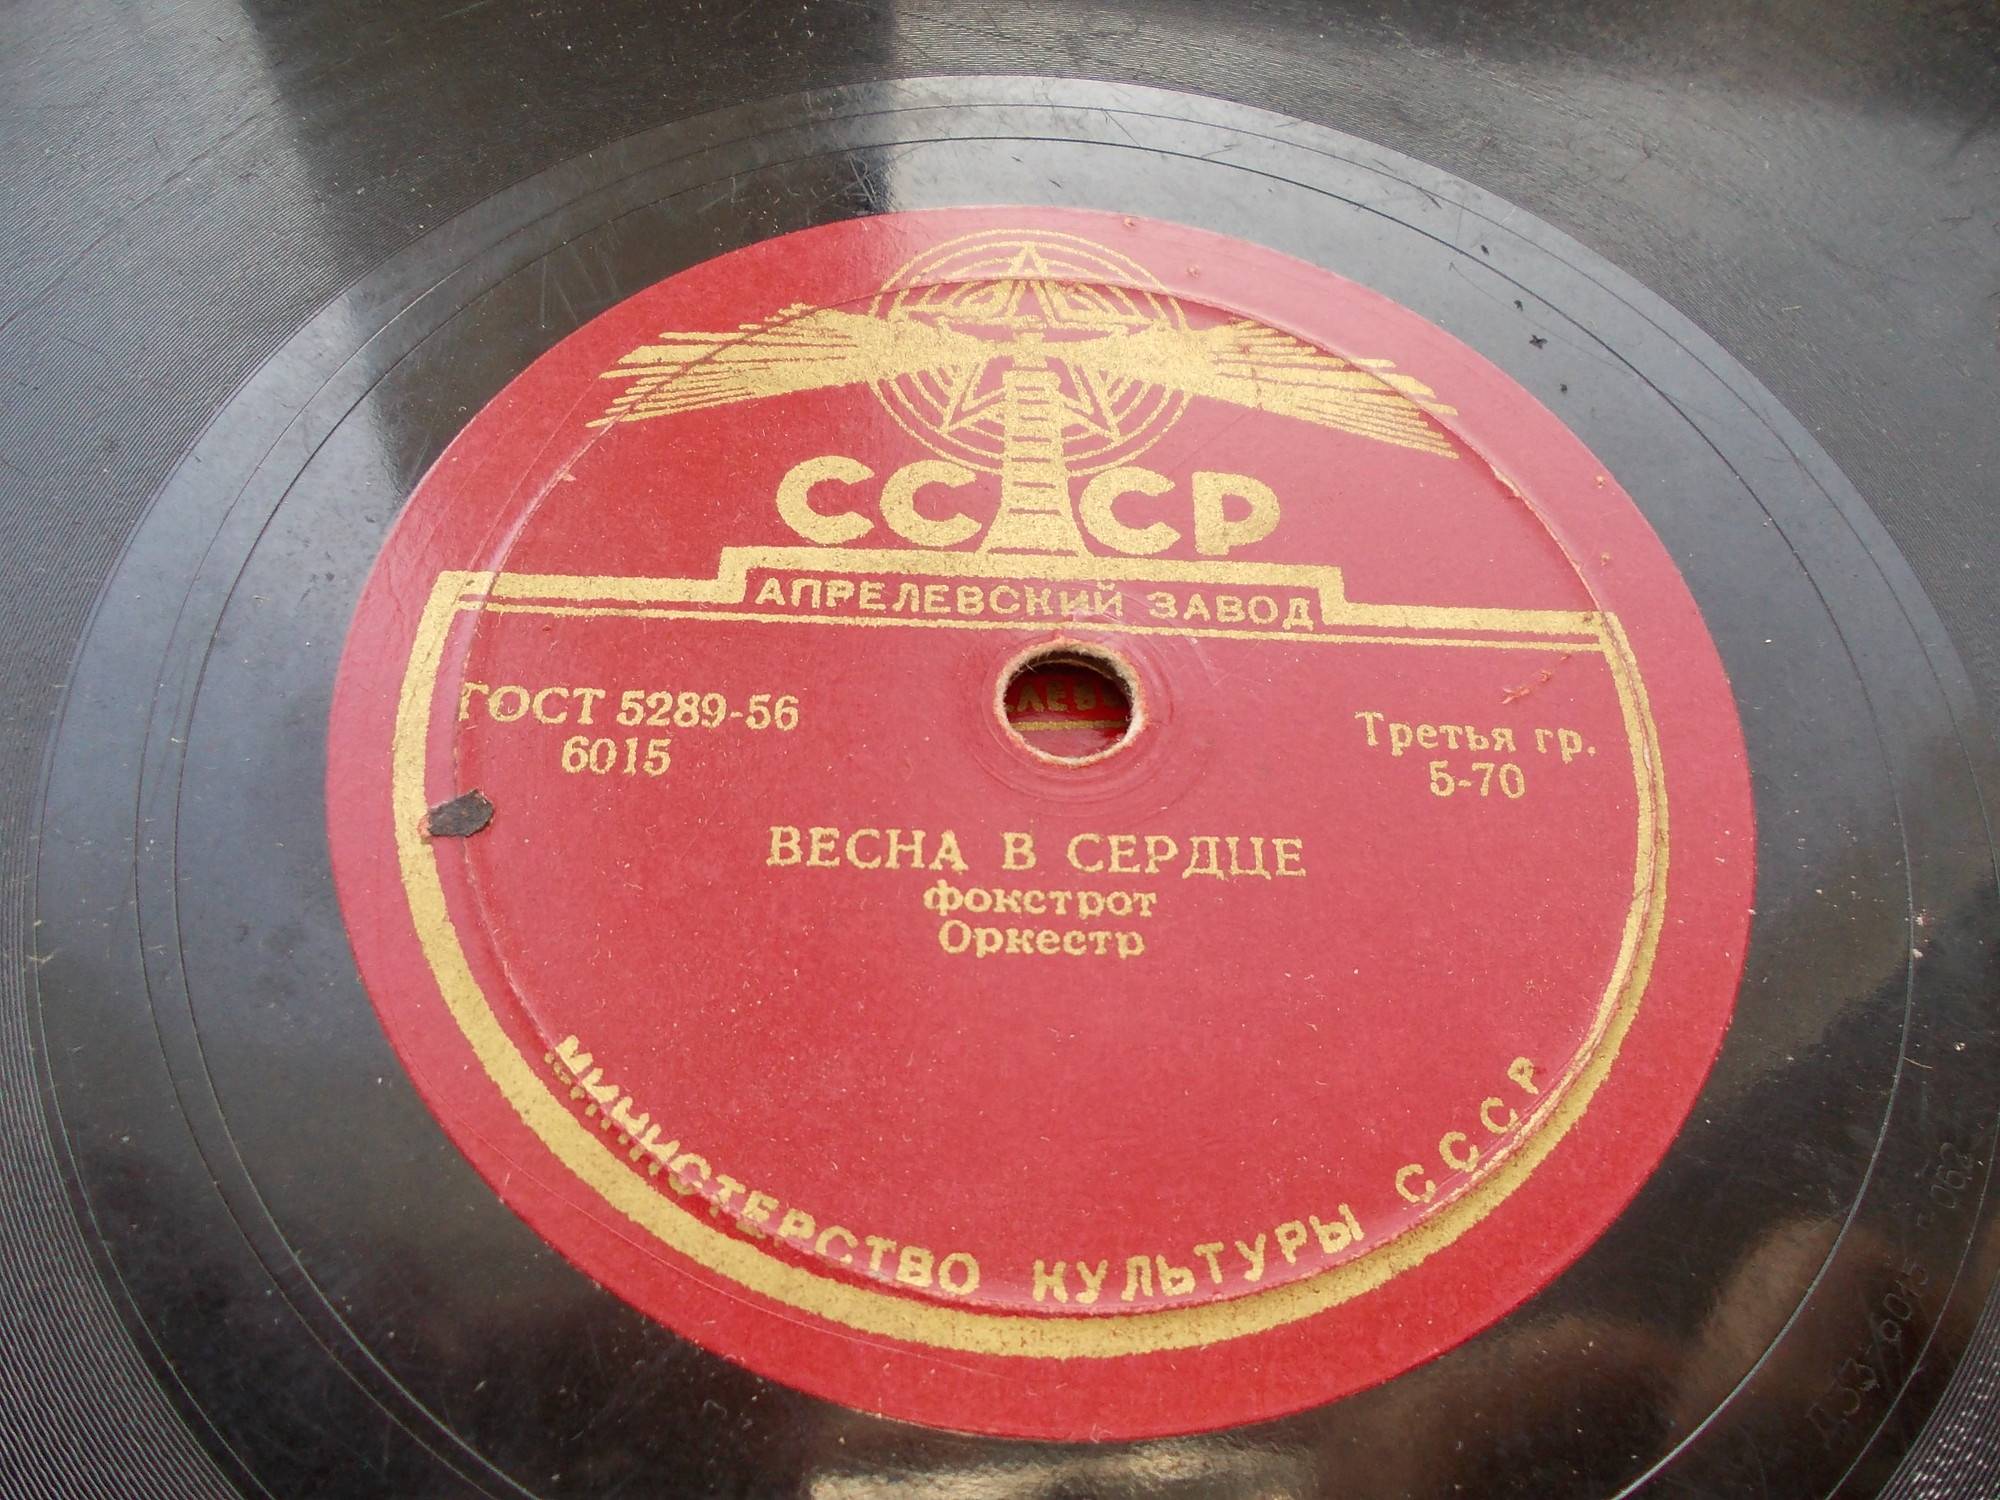 СССР
АПРЕЛЕВСКИЙ ЗАВОД
ГОСТ 5289-56
6015
Третья гр.
5-70
ВЕСНА В СЕРДЦЕ
фокстрот
Оркестр
МИНИСТЕРСТВО КУЛЬТУРЫ СССР